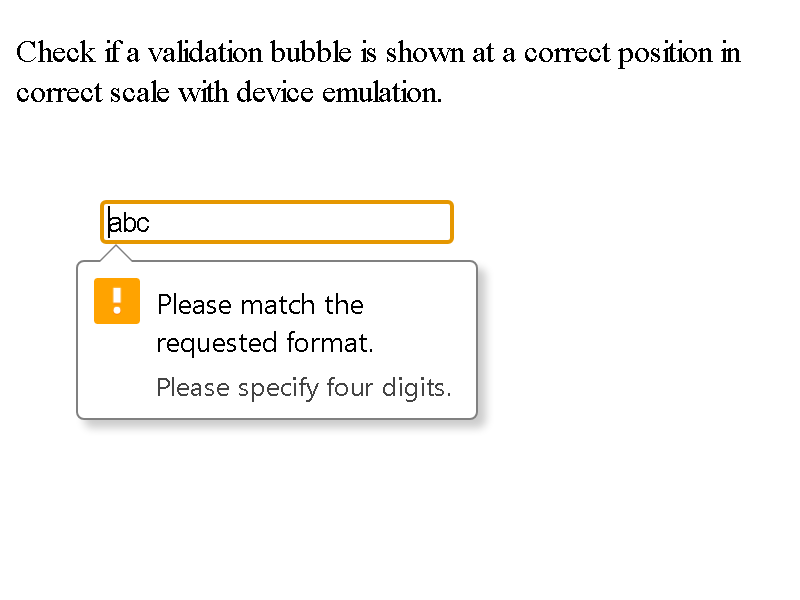 Check if a validation bubble is shown at a correct position in
correct scale with device emulation.
abc
!
Please match the
requested format.
Please specify four digits.